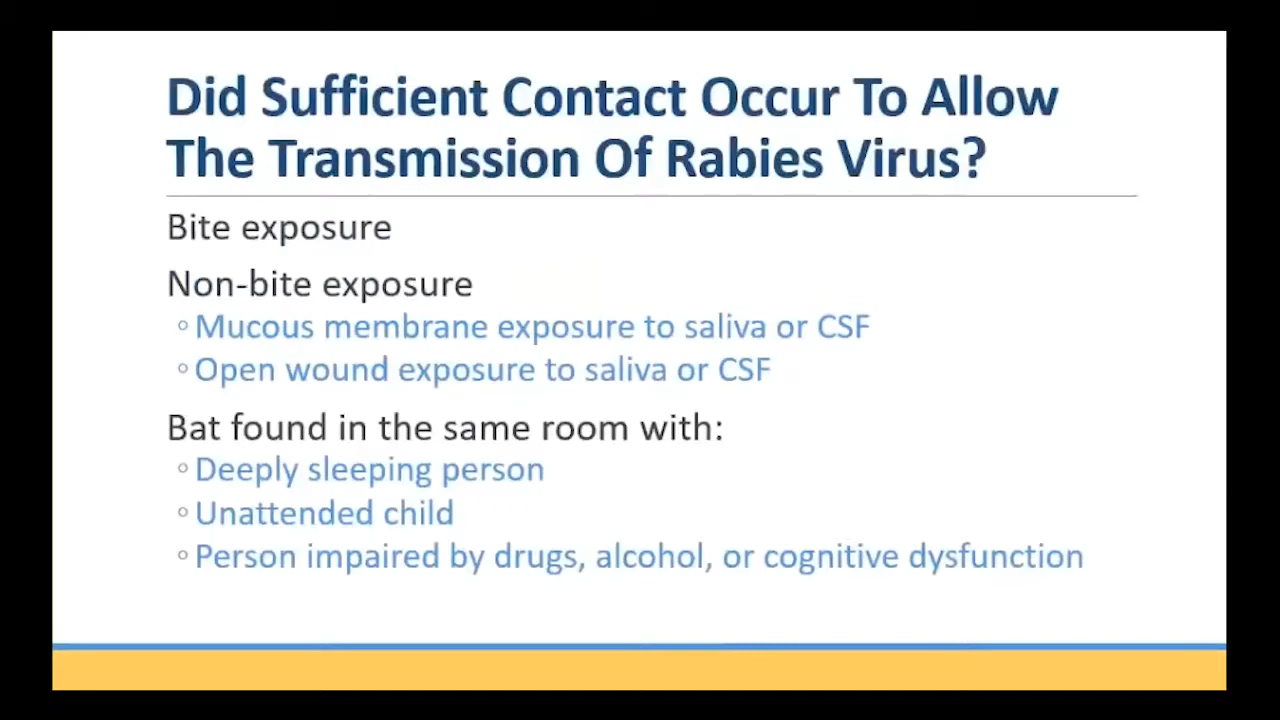 Did Sufficient Contact Occur To Allow
The Transmission Of Rabies Virus?
Bite exposure
Non-bite exposure
◦ Mucous membrane exposure to saliva or CSF
◦ Open wound exposure to saliva or CSF
Bat found in the same room with:
◦ Deeply sleeping person
◦ Unattended child
◦ Person impaired by drugs, alcohol, or cognitive dysfunction